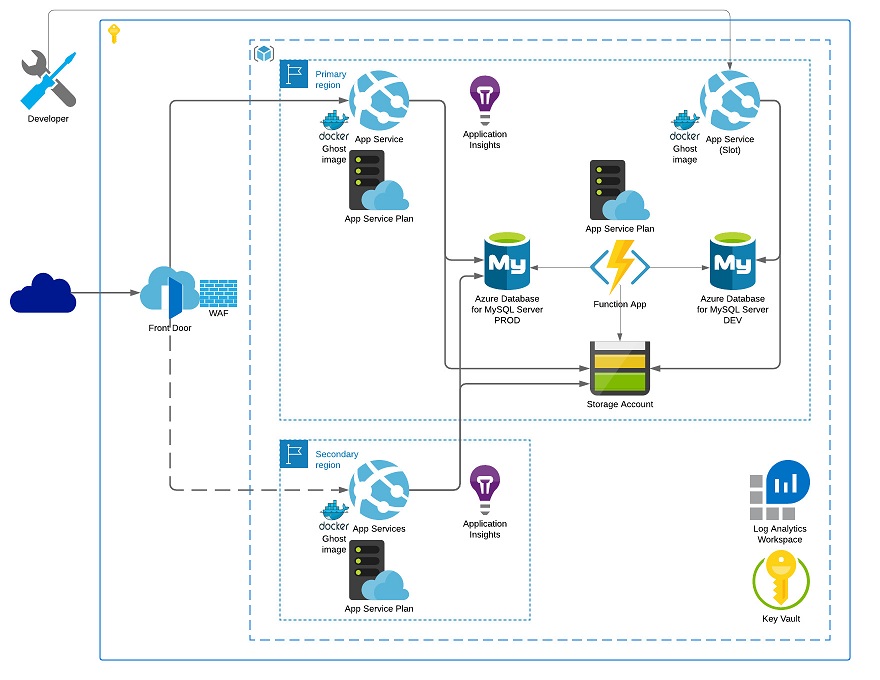 Developer
Primary
region
docker
Ghost
image
App Service
App Service Plan
Application
Insights
docker
Ghost
image
App Service
(Slot)
App Service Plan
My
Azure Database
for MySQL Server
PROD
Function App
My
Azure Database
for MySQL Server
DEV
Front Door
WAF
Storage Account
Secondary
region
docker
Ghost
image
App Services
App Service Plan
Application
Insights
Log Analytics
Workspace
Key Vault